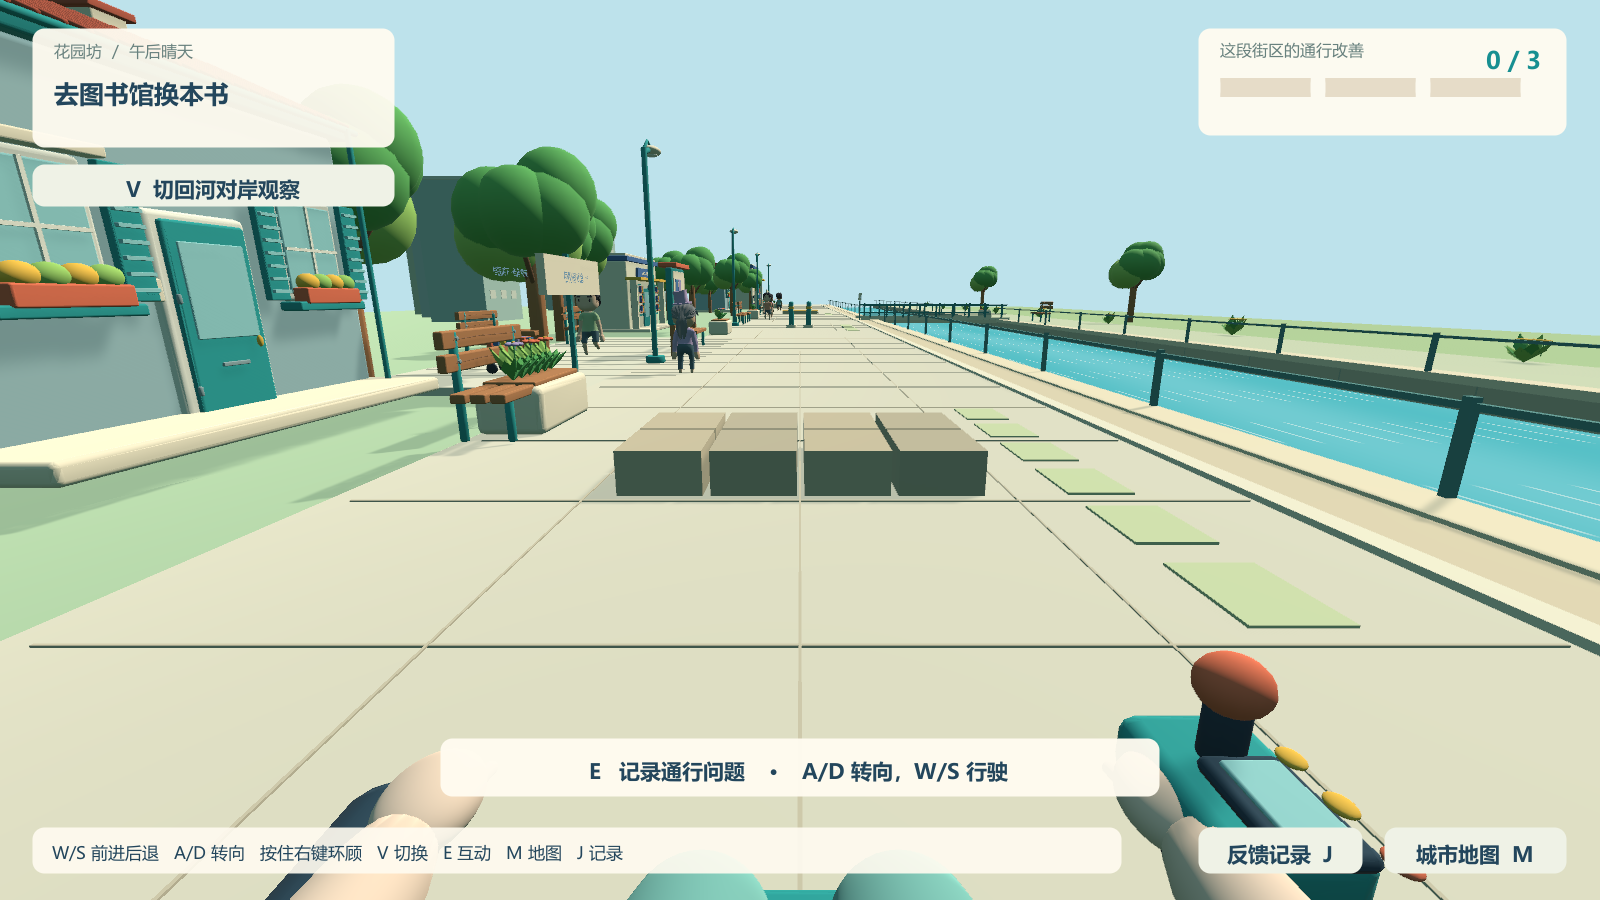 花园坊 / 午后晴天
去图书馆换本书
V 切回河对岸观察
这段街区的通行改善
0 / 3
E 记录通行问题 • A/D 转向，W/S 行驶
W/S 前进后退 A/D 转向 按住右键环顾 V 切换 E 互动 M 地图 J 记录
反馈记录 J
城市地图 M